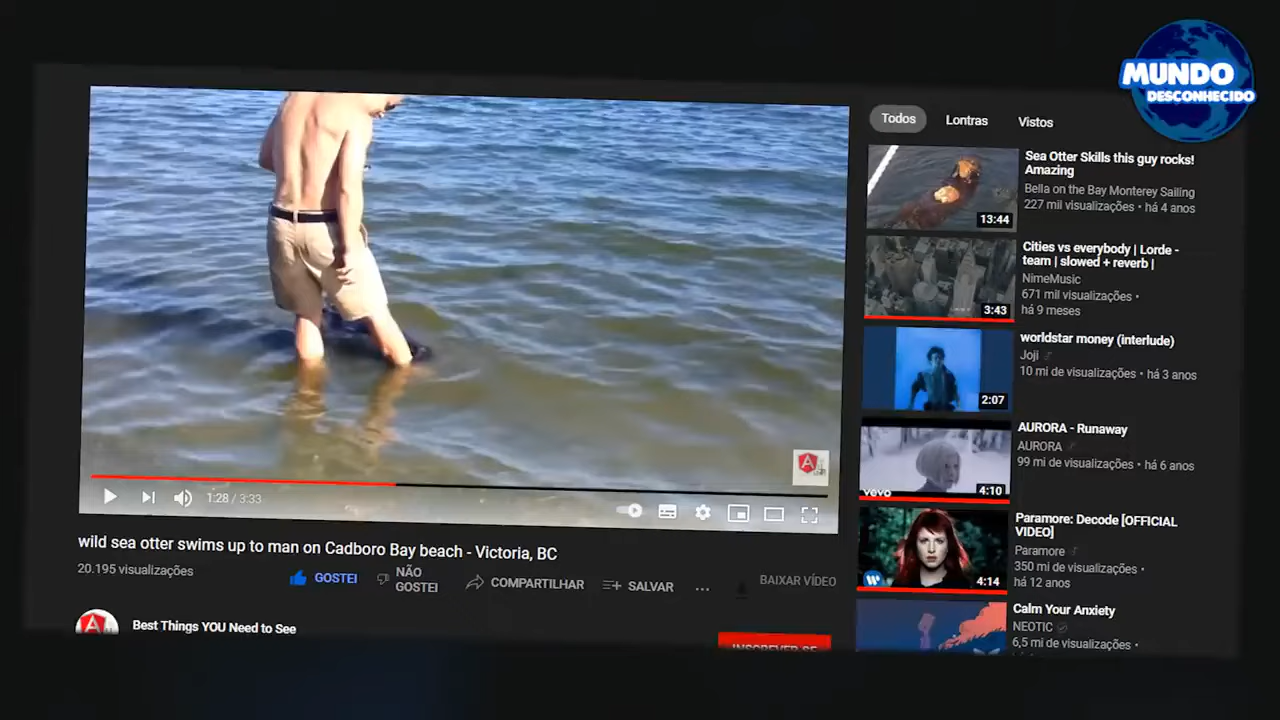 MUNDO
DESCONHECIDO
Todos
Lontras
Vistos
Sea Otter Skills this guy rocks!
Amazing
Bella on the Bay Monterey Sailing
227 mil visualizações • há 4 anos
13:44
Cities vs everybody | Lorde -
team | slowed + reverb |
NimeMusic
671 mil visualizações •
há 9 meses
3:43
worldstar money (interlude)
Joji
10 mi de visualizações • há 3 anos
2:07
AURORA - Runaway
AURORA
99 mi de visualizações • há 6 anos
vevo
4:10
Paramore: Decode [OFFICIAL
VIDEO]
Paramore
350 mi de visualizações •
há 12 anos
4:14
Calm Your Anxiety
NEOTIC
6,5 mi de visualizações •
1:28 / 3:33
wild sea otter swims up to man on Cadboro Bay beach - Victoria, BC
20.195 visualizações
GOSTEI
NÃO
GOSTEI
COMPARTILHAR
SALVAR
...
BAIXAR VÍDEO
Best Things YOU Need to See
INSCREVER-SE